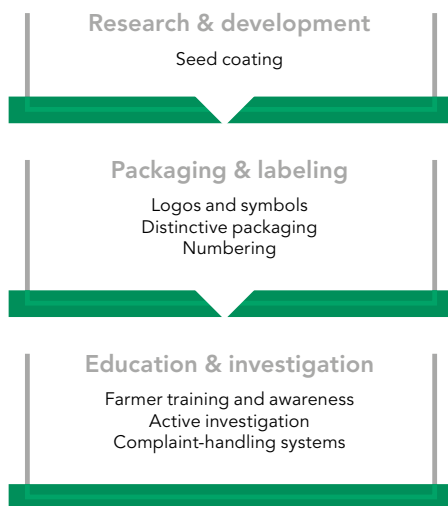 Research & development
Seed coating
Packaging & labeling
Logos and symbols
Distinctive packaging
Numbering
Education & investigation
Farmer training and awareness
Active investigation
Complaint-handling systems